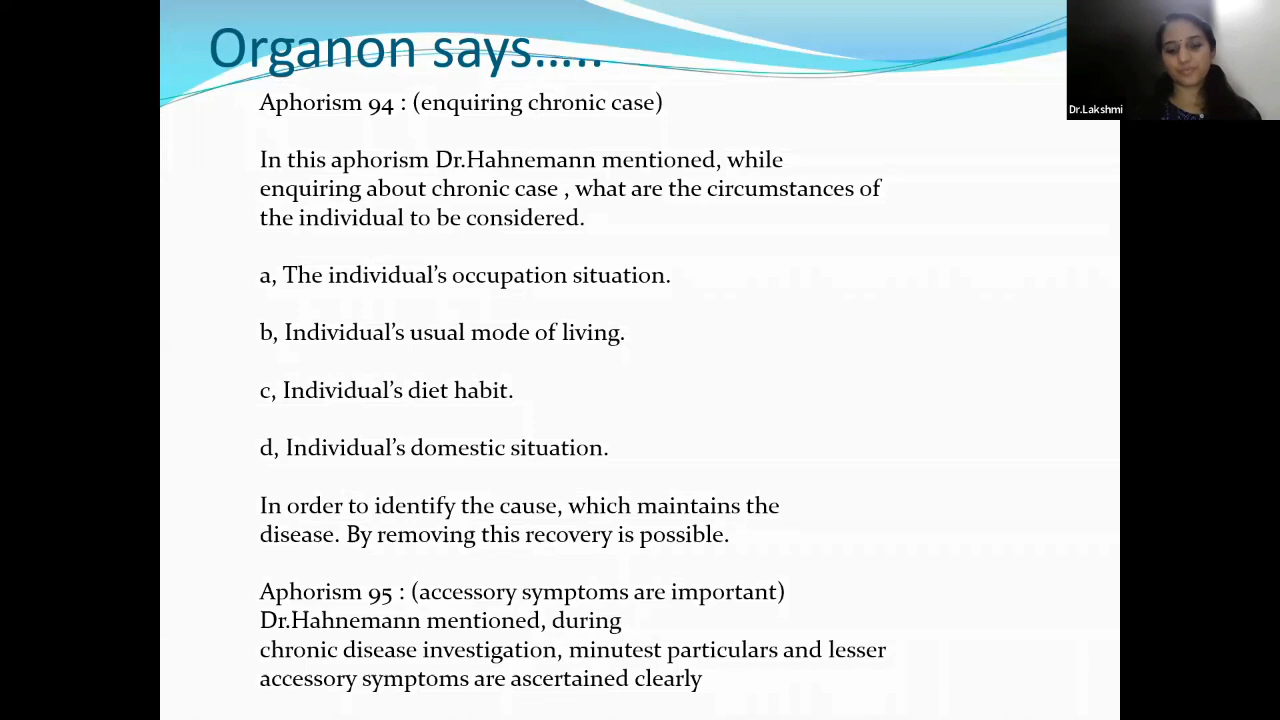 Organon says.....
Dr.Lakshmi
Aphorism 94 : (enquiring chronic case)
In this aphorism Dr.Hahnemann mentioned, while
enquiring about chronic case , what are the circumstances of
the individual to be considered.
a, The individual's occupation situation.
b, Individual's usual mode of living.
c, Individual's diet habit.
d, Individual's domestic situation.
In order to identify the cause, which maintains the
disease. By removing this recovery is possible.
Aphorism 95 : (accessory symptoms are important)
Dr.Hahnemann mentioned, during
chronic disease investigation, minutest particulars and lesser
accessory symptoms are ascertained clearly